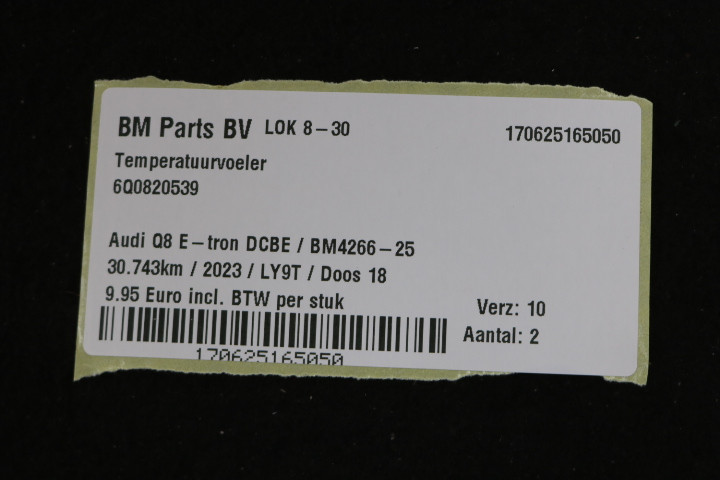 BM Parts BV LOK 8-30 170625165050
Temperatuurvoeler
6Q0820539
Audi Q8 E-tron DCBE / BM4266-25
30.743km / 2023 / LY9T / Doos 18
9.95 Euro incl. BTW per stuk
Verz: 10
Aantal: 2
170625165050